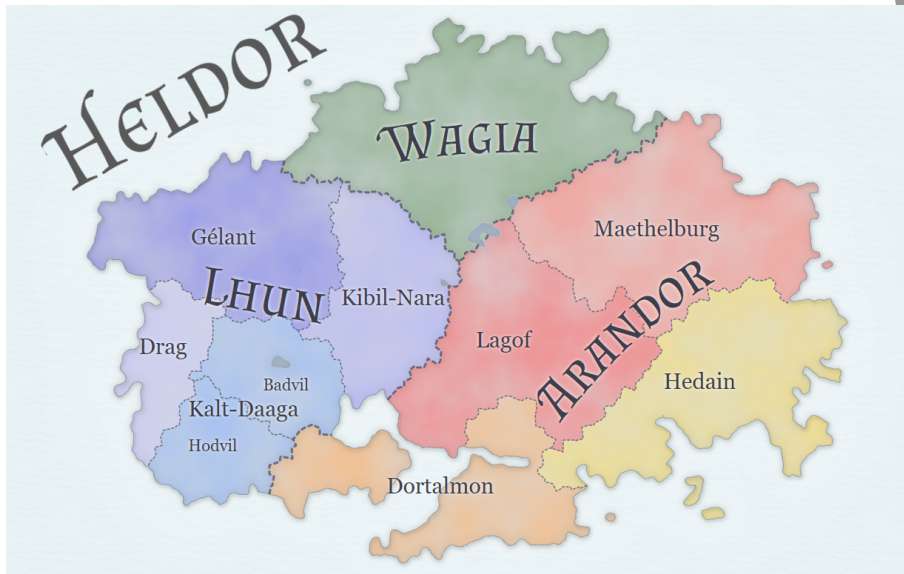 HELDOR
WAGIA
Gélant
Maethelburg
LHUN
Kibil-Nara
Drag
Lagof
ARANDOR
Badvil
Hedain
Kalt-Daaga
Hodvil
Dortalmon